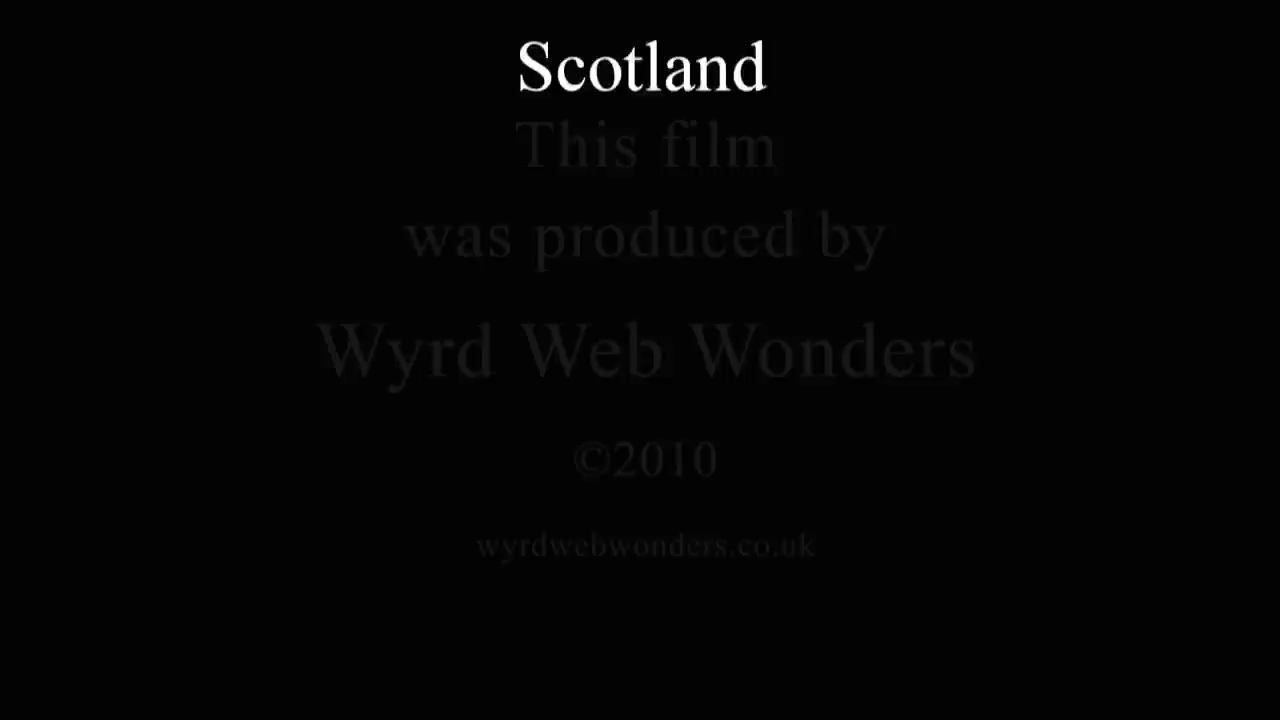 Scotland
This film
was produced by
Wyrd Web Wonders
©2010
wyrdwebwonders.co.uk